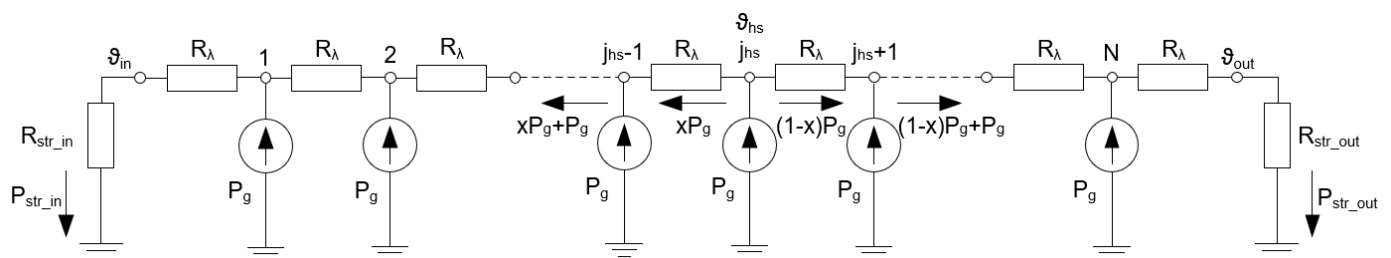 ϑhs
ϑin Rλ 1 Rλ 2 Rλ jhs-1 Rλ jhs Rλ jhs+1 Rλ N Rλ ϑout
xPg+Pg xPg (1-x)Pg (1-x)Pg+Pg
Rstr_in Rstr_out
Pstr_in Pg Pg Pg Pg Pg Pg Pstr_out